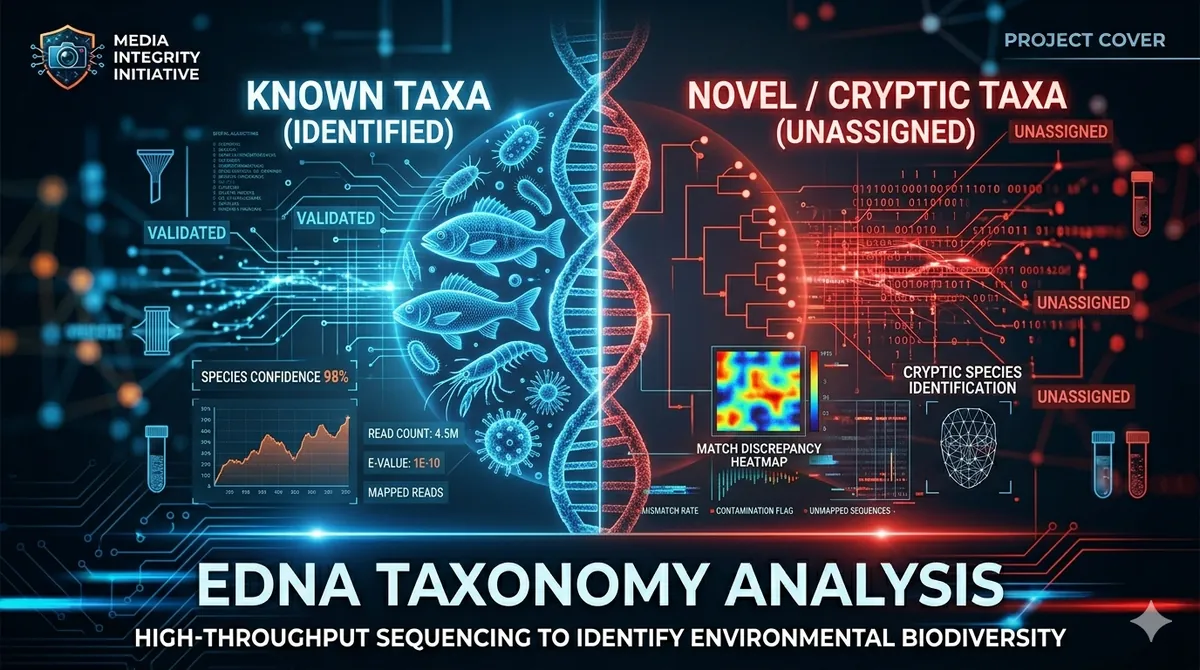 MEDIA
INTEGRITY
INITIATIVE
PROJECT COVER
KNOWN TAXA
(IDENTIFIED)
NOVEL / CRYPTIC TAXA
(UNASSIGNED)
UNASSIGNED
VALIDATED
VALIDATED
UNASSIGNED
SPECIES CONFIDENCE 98%
READ COUNT: 4.5M
E-VALUE: 1E-10
MAPPED READS
CRYPTIC SPECIES
IDENTIFICATION
UNASSIGNED
MATCH DISCREPANCY
HEATMAP
MISMATCH RATE
CONTAMINATION FLAG
UNMAPPED SEQUENCES
EDNA TAXONOMY ANALYSIS
HIGH-THROUGHPUT SEQUENCING TO IDENTIFY ENVIRONMENTAL BIODIVERSITY